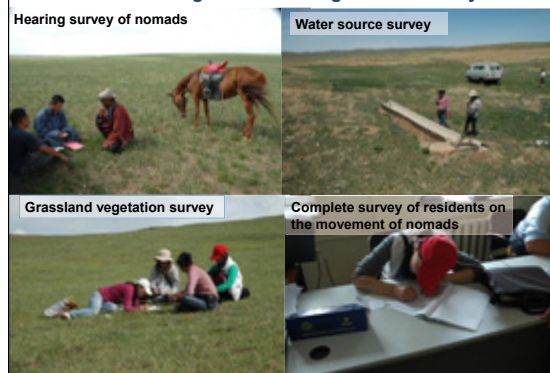 Hearing survey of nomads
Water source survey
Grassland vegetation survey
Complete survey of residents on
the movement of nomads